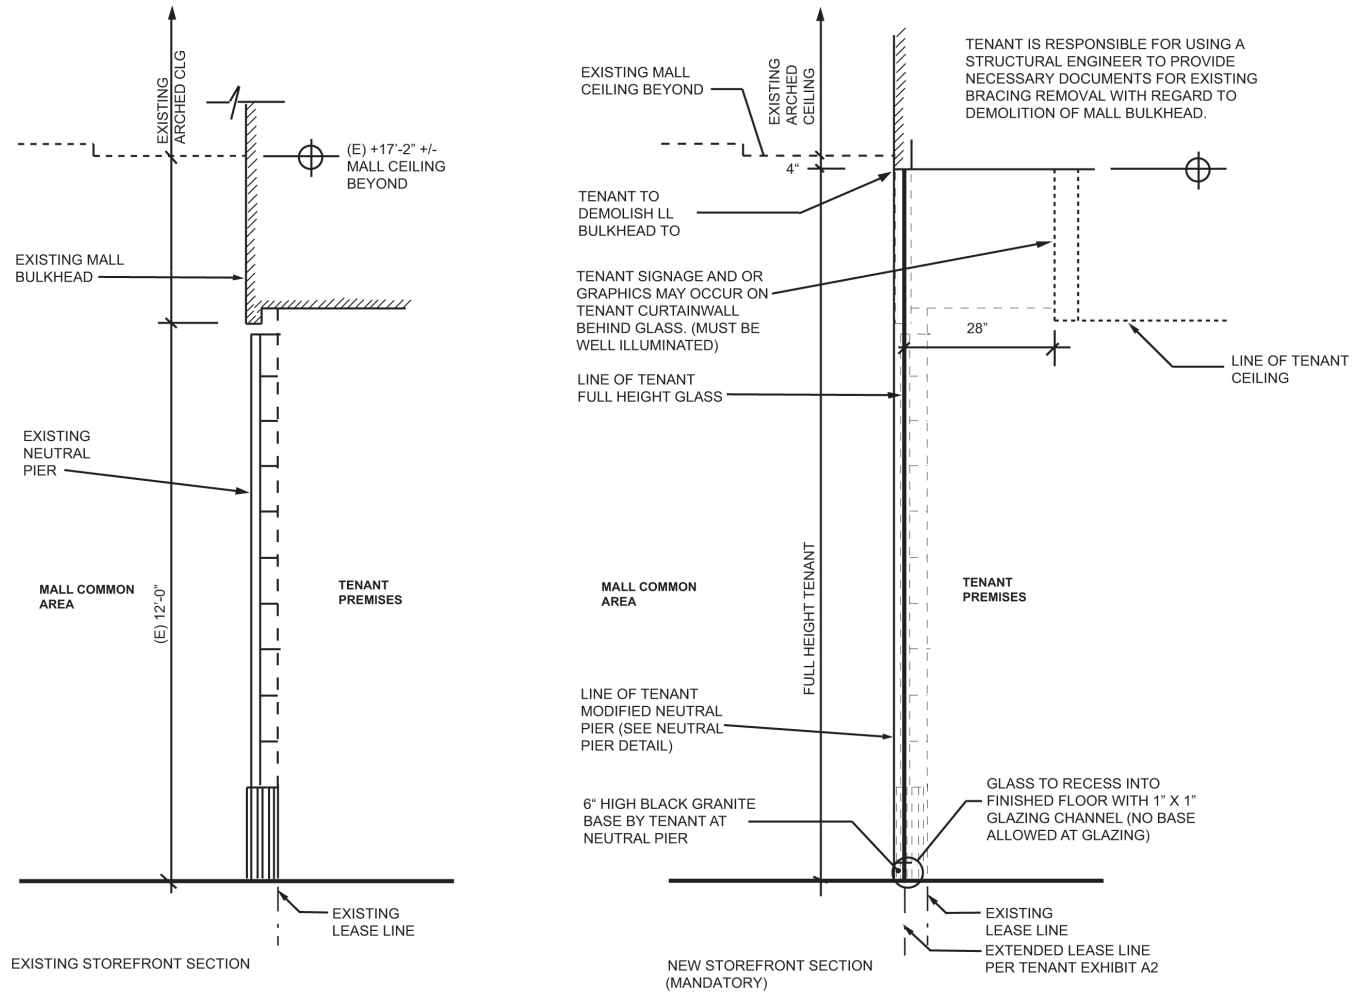 EXISTING
ARCHED CLG
(E) +17'-2” +/-
MALL CEILING
BEYOND
EXISTING MALL
BULKHEAD
EXISTING
NEUTRAL
PIER
MALL COMMON
AREA
(E) 12'-0”
TENANT
PREMISES
EXISTING
LEASE LINE
EXISTING STOREFRONT SECTION
EXISTING MALL
CEILING BEYOND
EXISTING
ARCHED
CEILING
TENANT IS RESPONSIBLE FOR USING A
STRUCTURAL ENGINEER TO PROVIDE
NECESSARY DOCUMENTS FOR EXISTING
BRACING REMOVAL WITH REGARD TO
DEMOLITION OF MALL BULKHEAD.
4“
TENANT TO
DEMOLISH LL
BULKHEAD TO
TENANT SIGNAGE AND OR
GRAPHICS MAY OCCUR ON
TENANT CURTAINWALL
BEHIND GLASS. (MUST BE
WELL ILLUMINATED)
28”
LINE OF TENANT
CEILING
LINE OF TENANT
FULL HEIGHT GLASS
FULL HEIGHT TENANT
MALL COMMON
AREA
TENANT
PREMISES
LINE OF TENANT
MODIFIED NEUTRAL
PIER (SEE NEUTRAL
PIER DETAIL)
6“ HIGH BLACK GRANITE
BASE BY TENANT AT
NEUTRAL PIER
GLASS TO RECESS INTO
FINISHED FLOOR WITH 1” X 1”
GLAZING CHANNEL (NO BASE
ALLOWED AT GLAZING)
EXISTING
LEASE LINE
EXTENDED LEASE LINE
PER TENANT EXHIBIT A2
NEW STOREFRONT SECTION
(MANDATORY)